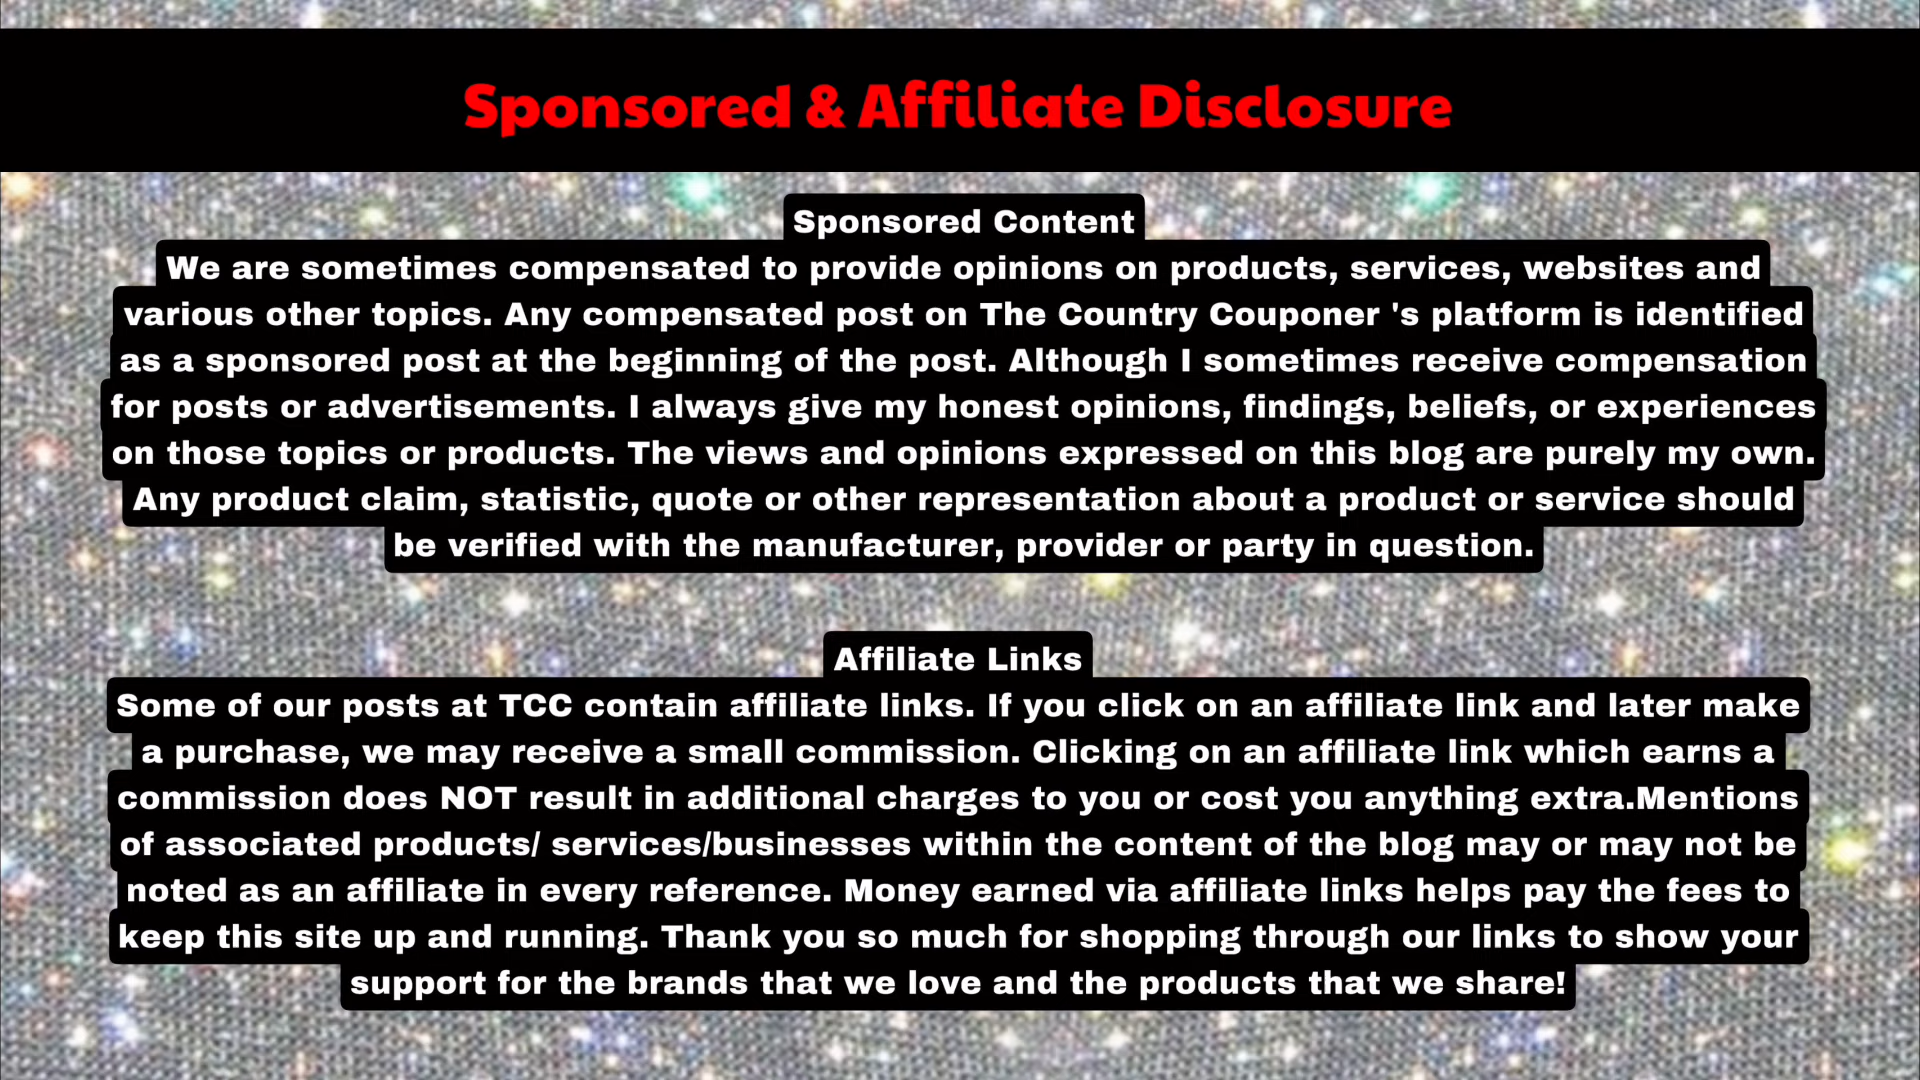 Sponsored & Affiliate Disclosure
Sponsored Content
We are sometimes compensated to provide opinions on products, services, websites and
various other topics. Any compensated post on The Country Couponer 's platform is identified
as a sponsored post at the beginning of the post. Although I sometimes receive compensation
for posts or advertisements. I always give my honest opinions, findings, beliefs, or experiences
on those topics or products. The views and opinions expressed on this blog are purely my own.
Any product claim, statistic, quote or other representation about a product or service should
be verified with the manufacturer, provider or party in question.
Affiliate Links
Some of our posts at TCC contain affiliate links. If you click on an affiliate link and later make
a purchase, we may receive a small commission. Clicking on an affiliate link which earns a
commission does NOT result in additional charges to you or cost you anything extra.Mentions
of associated products/ services/businesses within the content of the blog may or may not be
noted as an affiliate in every reference. Money earned via affiliate links helps pay the fees to
keep this site up and running. Thank you so much for shopping through our links to show your
support for the brands that we love and the products that we share!